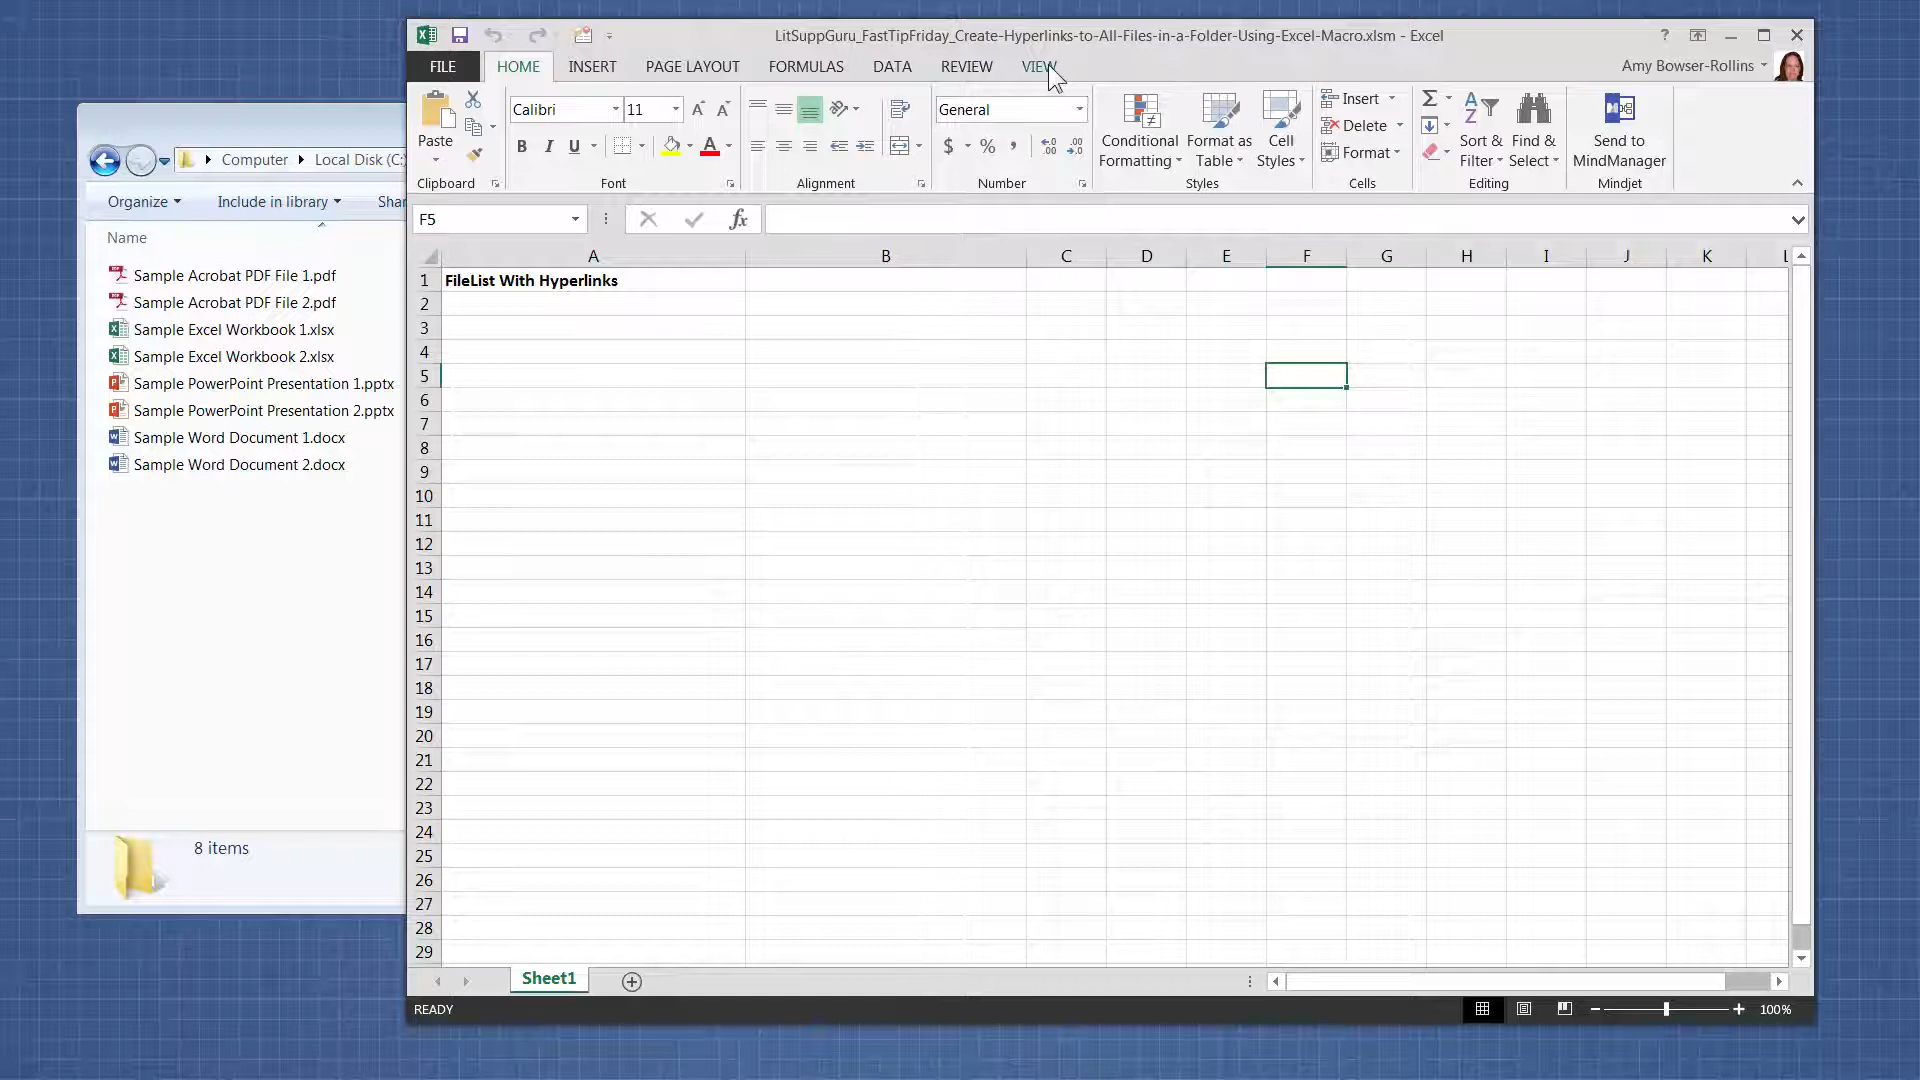 LitSuppGuru_FastTipFriday_Create-Hyperlinks-to-All-Files-in-a-Folder-Using-Excel-Macro.xlsm - Excel
FILE HOME INSERT PAGE LAYOUT FORMULAS DATA REVIEW VIEW
Amy Bowser-Rollins
Paste
Clipboard
Calibri 11
B I U
Font
Alignment
General
$ % ,
Number
Conditional Formatting
Format as Table
Cell Styles
Styles
Insert
Delete
Format
Cells
Sort & Filter
Find & Select
Editing
Send to MindManager
Mindjet
F5
fx
A B C D E F G H I J K L
1 FileList With Hyperlinks
2
3
4
5
6
7
8
9
10
11
12
13
14
15
16
17
18
19
20
21
22
23
24
25
26
27
28
29
Sheet1
READY
100%
Computer Local Disk (C:
Organize Include in library Shar
Name
Sample Acrobat PDF File 1.pdf
Sample Acrobat PDF File 2.pdf
Sample Excel Workbook 1.xlsx
Sample Excel Workbook 2.xlsx
Sample PowerPoint Presentation 1.pptx
Sample PowerPoint Presentation 2.pptx
Sample Word Document 1.docx
Sample Word Document 2.docx
8 items